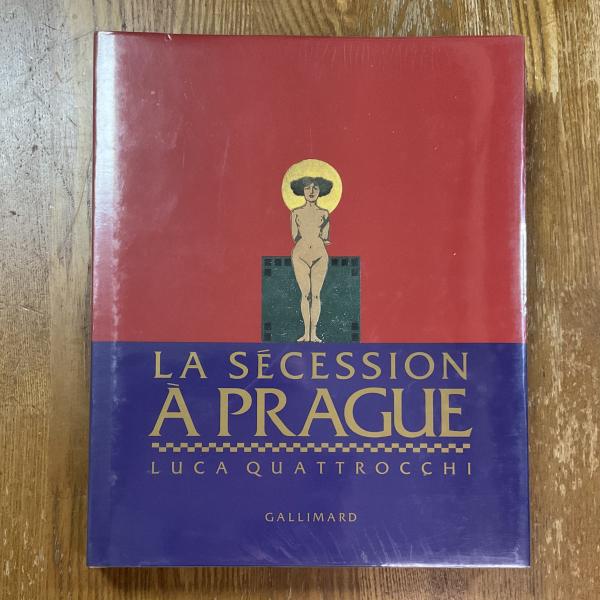 LA SÉCESSION
À PRAGUE
LUCA QUATTROCCHI
GALLIMARD